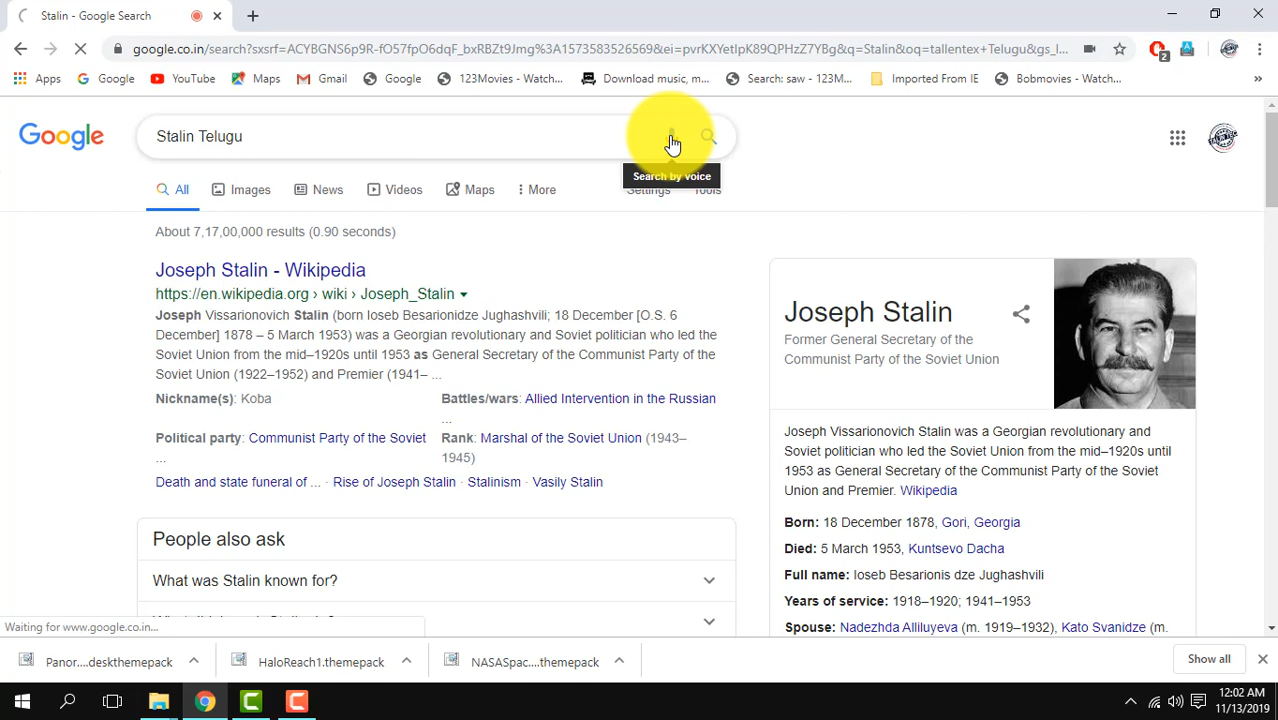 Stalin - Google Search
google.co.in/search?sxsrf=ACYBGNS6p9R-fO57fpO6dqF_bxRBZt9Jmg%3A1573583526569&ei=pvrKXYetIpK89QPHzZ7YBg&q=Stalin&oq=tallentex+Telugu&gs_l...
2
Apps Google YouTube Maps Gmail Google 123Movies - Watch... Download music, m... Search: saw - 123M... Imported From IE Bobmovies - Watch... »
Google
Stalin Telugu
Search by voice
All Images News Videos Maps More Settings Tools
About 7,17,00,000 results (0.90 seconds)
Joseph Stalin - Wikipedia
https://en.wikipedia.org › wiki › Joseph_Stalin
Joseph Vissarionovich Stalin (born Ioseb Besarionidze Jughashvili; 18 December [O.S. 6
December] 1878 – 5 March 1953) was a Georgian revolutionary and Soviet politician who led the
Soviet Union from the mid–1920s until 1953 as General Secretary of the Communist Party of the
Soviet Union (1922–1952) and Premier (1941– ...
Nickname(s): Koba
Battles/wars: Allied Intervention in the Russian
...
Political party: Communist Party of the Soviet
...
Rank: Marshal of the Soviet Union (1943–
1945)
Death and state funeral of ... · Rise of Joseph Stalin · Stalinism · Vasily Stalin
People also ask
What was Stalin known for?
Joseph Stalin
Former General Secretary of the
Communist Party of the Soviet Union
Joseph Vissarionovich Stalin was a Georgian revolutionary and
Soviet politician who led the Soviet Union from the mid–1920s until
1953 as General Secretary of the Communist Party of the Soviet
Union and Premier. Wikipedia
Born: 18 December 1878, Gori, Georgia
Died: 5 March 1953, Kuntsevo Dacha
Full name: Ioseb Besarionis dze Jughashvili
Years of service: 1918–1920; 1941–1953
Spouse: Nadezhda Alliluyeva (m. 1919–1932), Kato Svanidze (m.
Waiting for www.google.co.in...
Panor....deskthemepack
HaloReach1.themepack
NASASpac....themepack
Show all
12:02 AM
11/13/2019